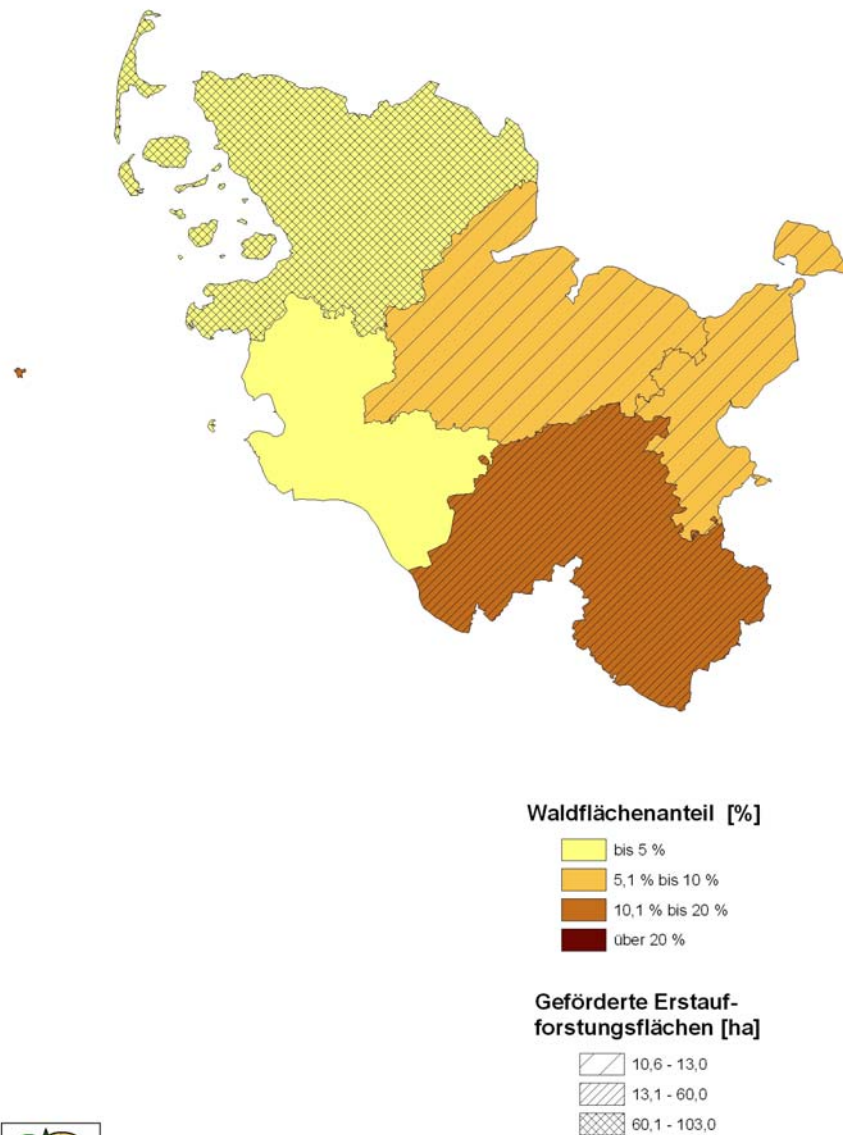 Waldflächenanteil [%]
bis 5 %
5,1 % bis 10 %
10,1 % bis 20 %
über 20 %
Geförderte Erstauf-
forstungsflächen [ha]
10,6 - 13,0
13,1 - 60,0
60,1 - 103,0